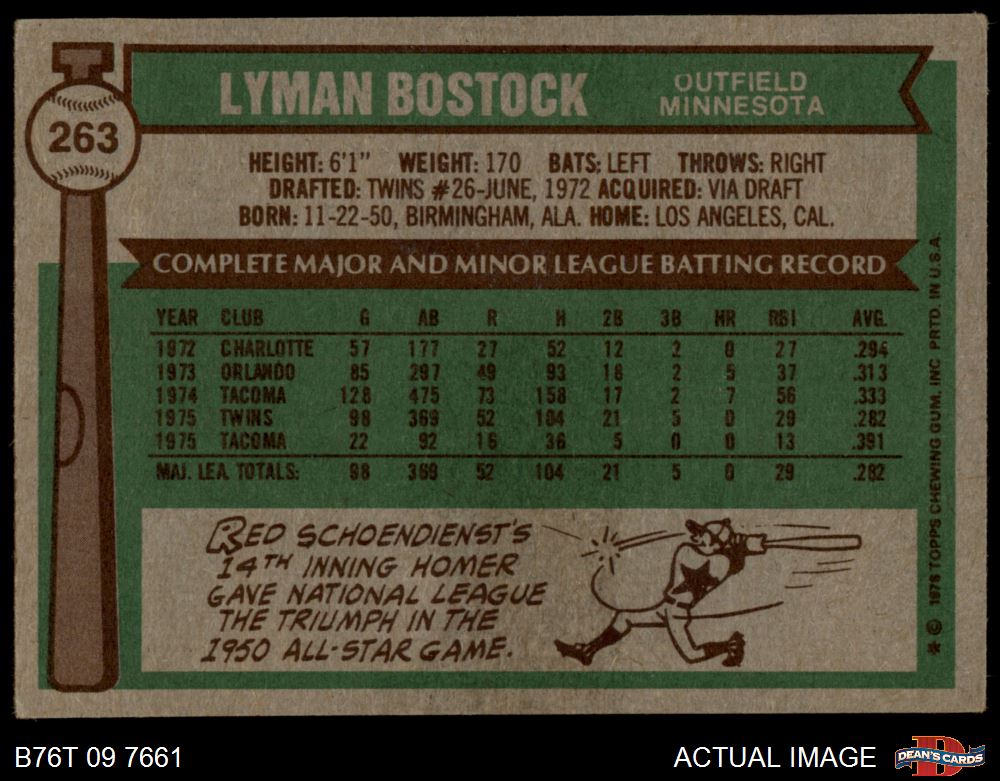 263
LYMAN BOSTOCK
OUTFIELD
MINNESOTA
HEIGHT: 6'1" WEIGHT: 170 BATS: LEFT THROWS: RIGHT
DRAFTED: TWINS #26-JUNE, 1972 ACQUIRED: VIA DRAFT
BORN: 11-22-50, BIRMINGHAM, ALA. HOME: LOS ANGELES, CAL.
COMPLETE MAJOR AND MINOR LEAGUE BATTING RECORD
YEAR CLUB G AB R H 2B 3B HR RBI AVG.
1972 CHARLOTTE 57 177 27 52 12 2 0 27 .294
1973 ORLANDO 85 297 49 93 18 2 5 37 .313
1974 TACOMA 128 475 73 158 17 2 7 56 .333
1975 TWINS 98 369 52 104 21 5 0 29 .282
1975 TACOMA 22 92 16 36 5 0 0 13 .391
MAJ. LEA. TOTALS: 98 369 52 104 21 5 0 29 .282
RED SCHOENDIENST'S
14TH INNING HOMER
GAVE NATIONAL LEAGUE
THE TRIUMPH IN THE
1950 ALL-STAR GAME.
* © 1976 TOPPS CHEWING GUM, INC PRTD. IN U.S.A.
B76T 09 7661
ACTUAL IMAGE
D
DEAN'S CARDS